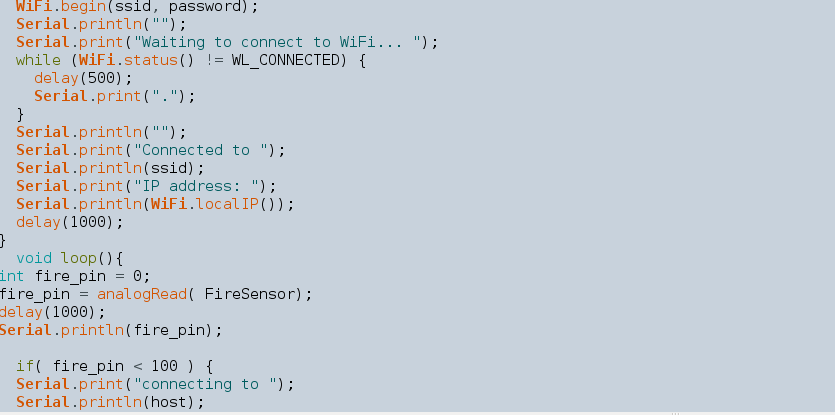 WiFi.begin(ssid, password);
Serial.println("");
Serial.print("Waiting to connect to WiFi... ");
while (WiFi.status() != WL_CONNECTED) {
delay(500);
Serial.print(".");
}
Serial.println("");
Serial.print("Connected to ");
Serial.println(ssid);
Serial.print("IP address: ");
Serial.println(WiFi.localIP());
delay(1000);
}
void loop(){
int fire_pin = 0;
fire_pin = analogRead( FireSensor);
delay(1000);
Serial.println(fire_pin);
if( fire_pin < 100 ) {
Serial.print("connecting to ");
Serial.println(host);